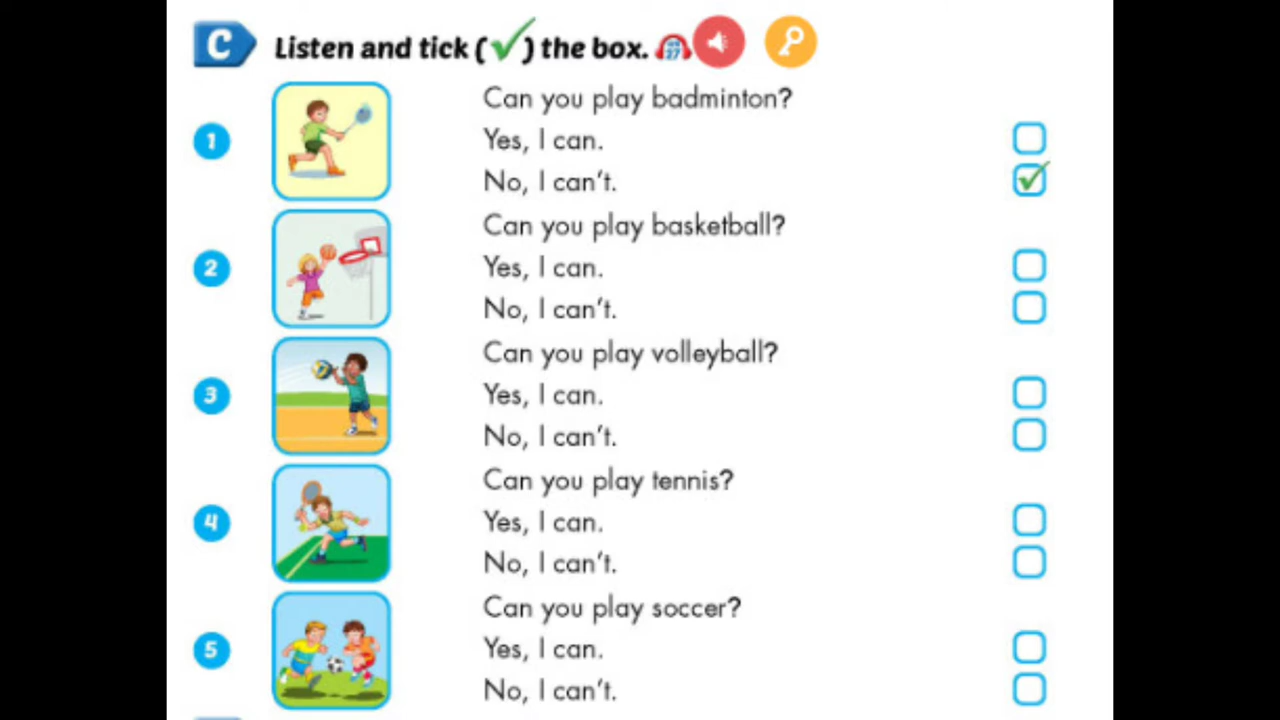 C Listen and tick (✓) the box. 27
1 Can you play badminton?
Yes, I can.
No, I can't.
2 Can you play basketball?
Yes, I can.
No, I can't.
3 Can you play volleyball?
Yes, I can.
No, I can't.
4 Can you play tennis?
Yes, I can.
No, I can't.
5 Can you play soccer?
Yes, I can.
No, I can't.